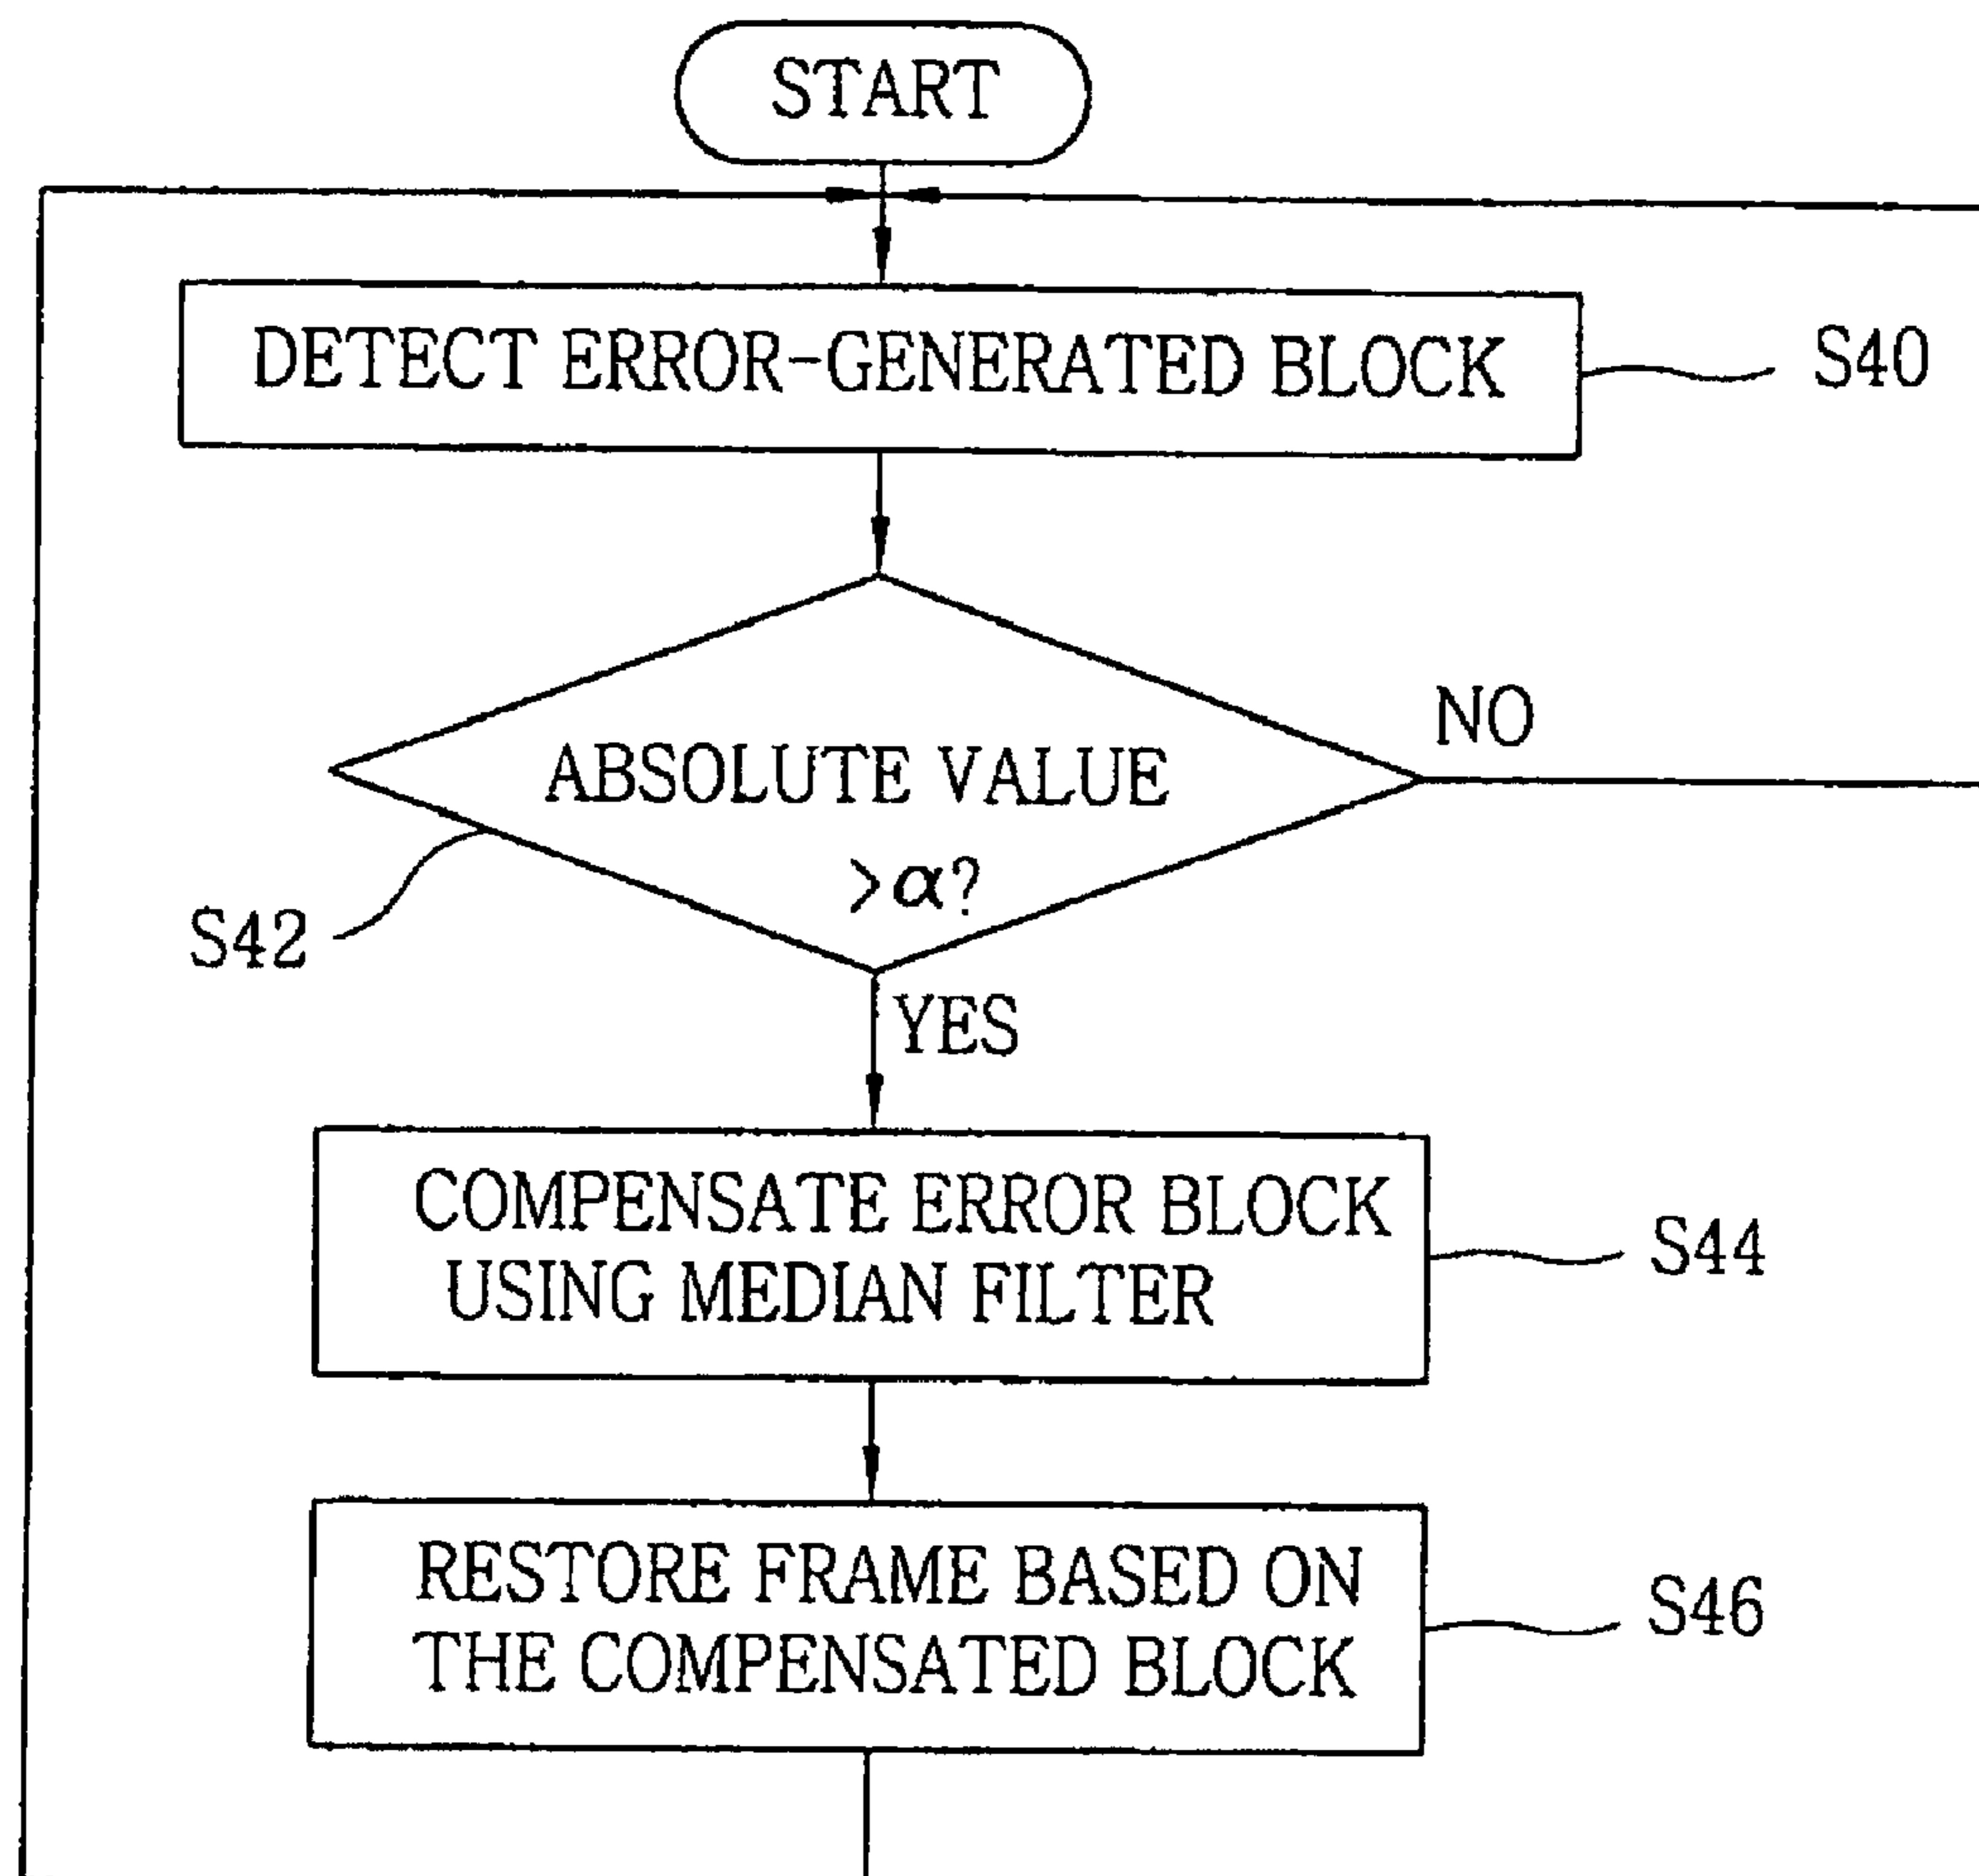 START
DETECT ERROR-GENERATED BLOCK
S40
ABSOLUTE VALUE
>α?
NO
S42
YES
COMPENSATE ERROR BLOCK
USING MEDIAN FILTER
S44
RESTORE FRAME BASED ON
THE COMPENSATED BLOCK
S46